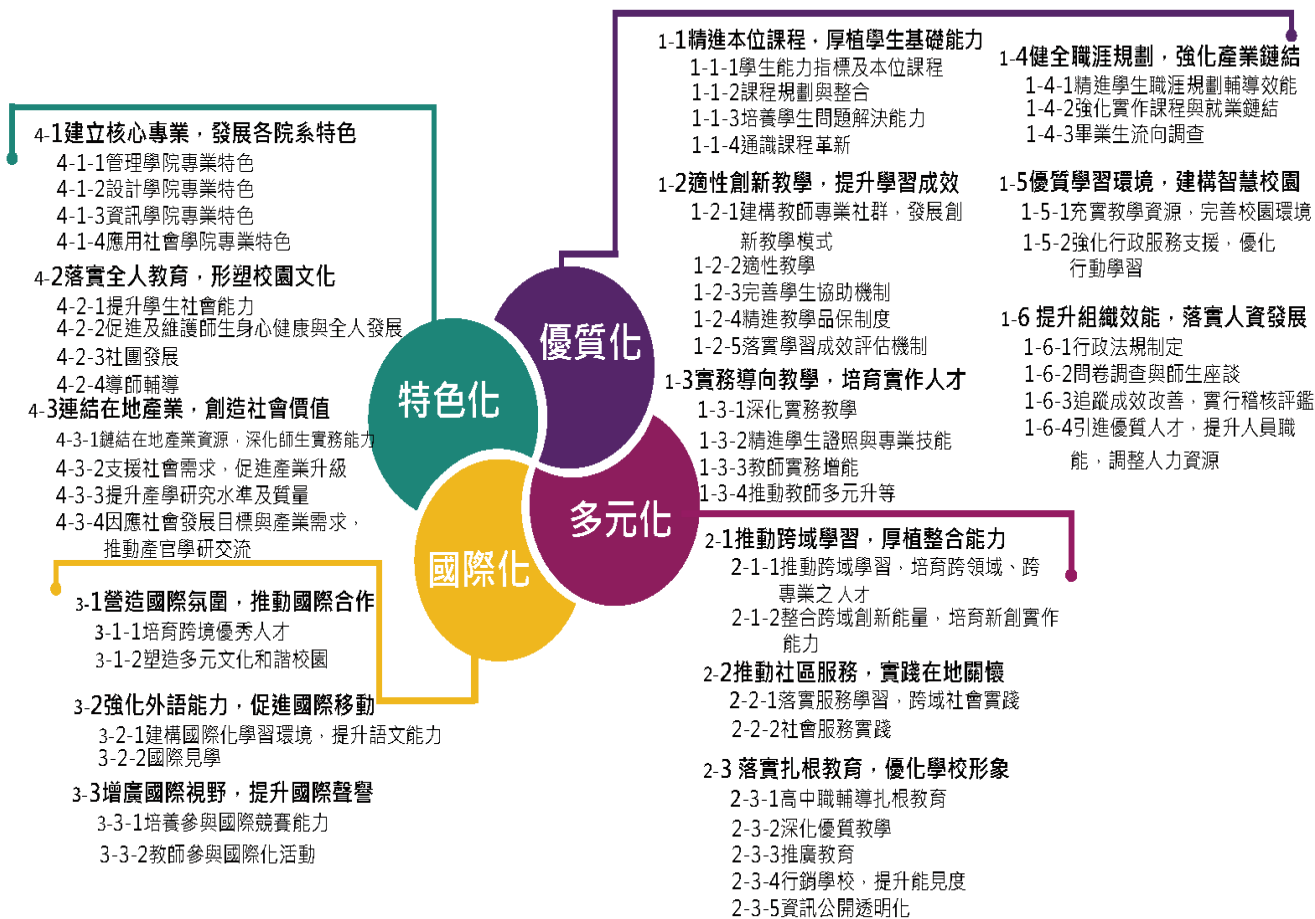 1-1精進本位課程，厚植學生基礎能力
1-1-1學生能力指標及本位課程
1-1-2課程規劃與整合
1-1-3培養學生問題解決能力
1-1-4通識課程革新
1-2適性創新教學，提升學習成效
1-2-1建構教師專業社群，發展創
新教學模式
1-2-2適性教學
1-2-3完善學生協助機制
1-2-4精進教學品保制度
1-2-5落實學習成效評估機制
1-3實務導向教學，培育實作人才
1-3-1深化實務教學
1-3-2精進學生證照與專業技能
1-3-3教師實務增能
1-3-4推動教師多元升等
1-4健全職涯規劃，強化產業鏈結
1-4-1精進學生職涯規劃輔導效能
1-4-2強化實作課程與就業鏈結
1-4-3畢業生流向調查
1-5優質學習環境，建構智慧校園
1-5-1充實教學資源，完善校園環境
1-5-2強化行政服務支援，優化
行動學習
1-6 提升組織效能，落實人資發展
1-6-1行政法規制定
1-6-2問卷調查與師生座談
1-6-3追蹤成效改善，實行稽核評鑑
1-6-4引進優質人才，提升人員職
能，調整人力資源
4-1建立核心專業，發展各院系特色
4-1-1管理學院專業特色
4-1-2設計學院專業特色
4-1-3資訊學院專業特色
4-1-4應用社會學院專業特色
4-2落實全人教育，形塑校園文化
4-2-1提升學生社會能力
4-2-2促進及維護師生身心健康與全人發展
4-2-3社團發展
4-2-4導師輔導
4-3連結在地產業，創造社會價值
4-3-1鏈結在地產業資源，深化師生實務能力
4-3-2支援社會需求，促進產業升級
4-3-3提升產學研究水準及質量
4-3-4因應社會發展目標與產業需求，
推動產官學研交流
優質化
特色化
多元化
國際化
3-1營造國際氛圍，推動國際合作
3-1-1培育跨境優秀人才
3-1-2塑造多元文化和諧校園
3-2強化外語能力，促進國際移動
3-2-1建構國際化學習環境，提升語文能力
3-2-2國際見學
3-3增廣國際視野，提升國際聲譽
3-3-1培養參與國際競賽能力
3-3-2教師參與國際化活動
2-1推動跨域學習，厚植整合能力
2-1-1推動跨域學習，培育跨領域、跨
專業之人才
2-1-2整合跨域創新能量，培育新創實作
能力
2-2推動社區服務，實踐在地關懷
2-2-1落實服務學習，跨域社會實踐
2-2-2社會服務實踐
2-3 落實扎根教育，優化學校形象
2-3-1高中職輔導扎根教育
2-3-2深化優質教學
2-3-3推廣教育
2-3-4行銷學校，提升能見度
2-3-5資訊公開透明化